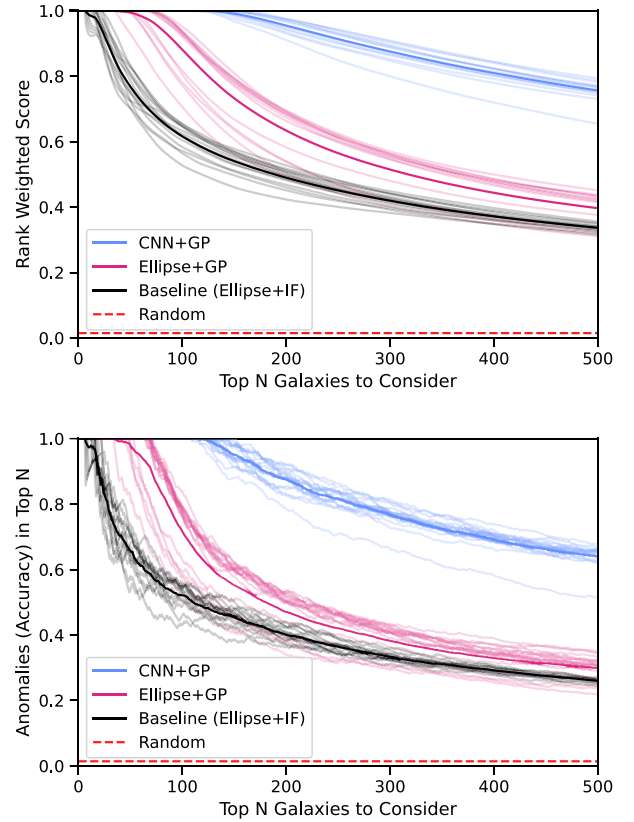 1.0
0.8
0.6
0.4
0.2
0.0
Rank Weighted Score
CNN+GP
Ellipse+GP
Baseline (Ellipse+IF)
Random
0 100 200 300 400 500
Top N Galaxies to Consider
1.0
0.8
0.6
0.4
0.2
0.0
Anomalies (Accuracy) in Top N
CNN+GP
Ellipse+GP
Baseline (Ellipse+IF)
Random
0 100 200 300 400 500
Top N Galaxies to Consider